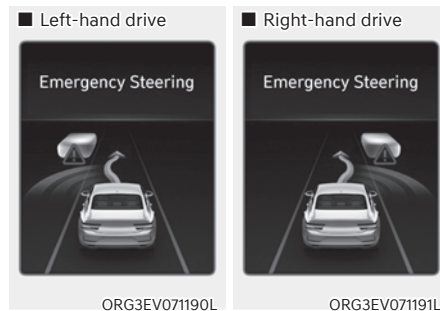 ■ Left-hand drive
Emergency Steering
ORG3EV071190L
■ Right-hand drive
Emergency Steering
ORG3EV071191L